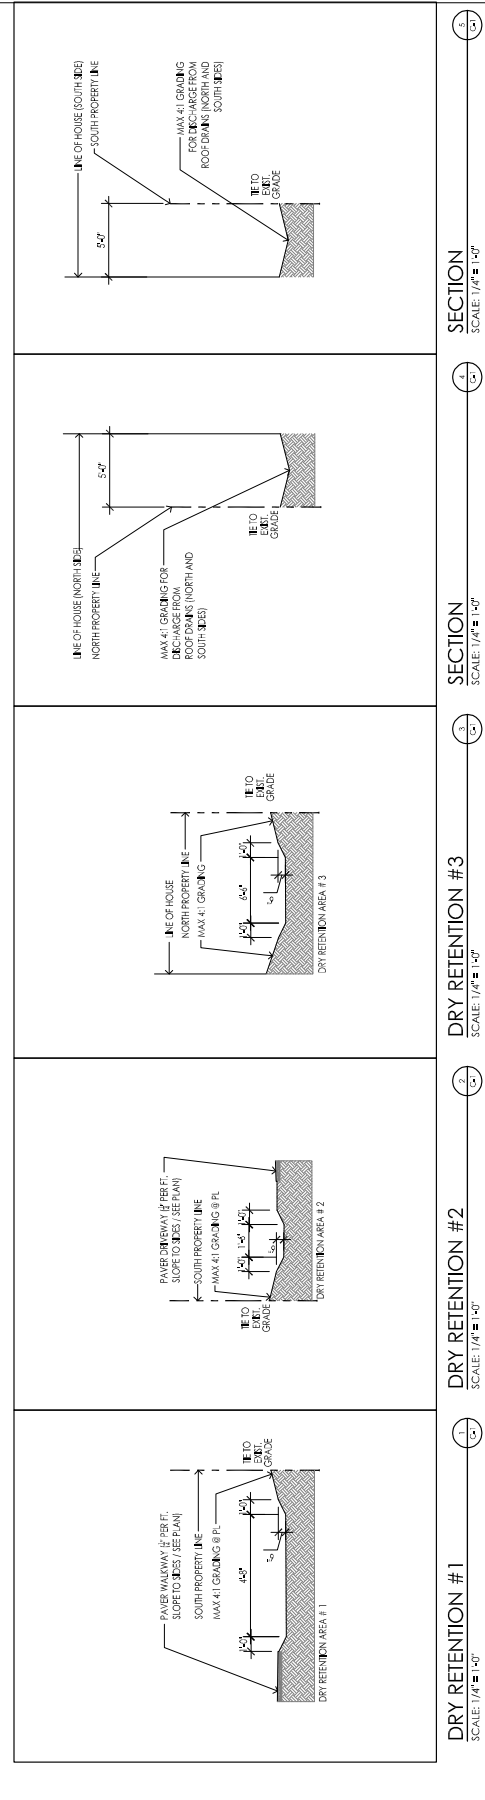 PAVER WALKWAY 1/2" PER FT.
SLOPE TO SIDES / SEE PLAN)
SOUTH PROPERTY LINE
MAX 4:1 GRADING @ PL
TIE TO
EXIST.
GRADE
1'-0"
4'-8"
1'-0"
DRY RETENTION AREA # 1
DRY RETENTION #1
SCALE: 1/4" = 1'-0"
1
C-1
PAVER DRIVEWAY 1/2" PER FT.
SLOPE TO SIDES / SEE PLAN)
SOUTH PROPERTY LINE
MAX 4:1 GRADING @ PL
TIE TO
EXIST.
GRADE
1'-0"
1'-6"
1'-0"
DRY RETENTION AREA # 2
DRY RETENTION #2
SCALE: 1/4" = 1'-0"
2
C-1
LINE OF HOUSE
NORTH PROPERTY LINE
MAX 4:1 GRADING
TIE TO
EXIST.
GRADE
1'-0"
6'-6"
1'-0"
DRY RETENTION AREA # 3
DRY RETENTION #3
SCALE: 1/4" = 1'-0"
3
C-1
LINE OF HOUSE (NORTH SIDE)
NORTH PROPERTY LINE
5'-0"
MAX 4:1 GRADING FOR
DISCHARGE FROM
ROOF DRAINS (NORTH AND
SOUTH SIDES)
TIE TO
EXIST.
GRADE
SECTION
SCALE: 1/4" = 1'-0"
4
C-1
LINE OF HOUSE (SOUTH SIDE)
SOUTH PROPERTY LINE
5'-0"
MAX 4:1 GRADING
FOR DISCHARGE FROM
ROOF DRAINS (NORTH AND
SOUTH SIDES)
TIE TO
EXIST.
GRADE
SECTION
SCALE: 1/4" = 1'-0"
5
C-1